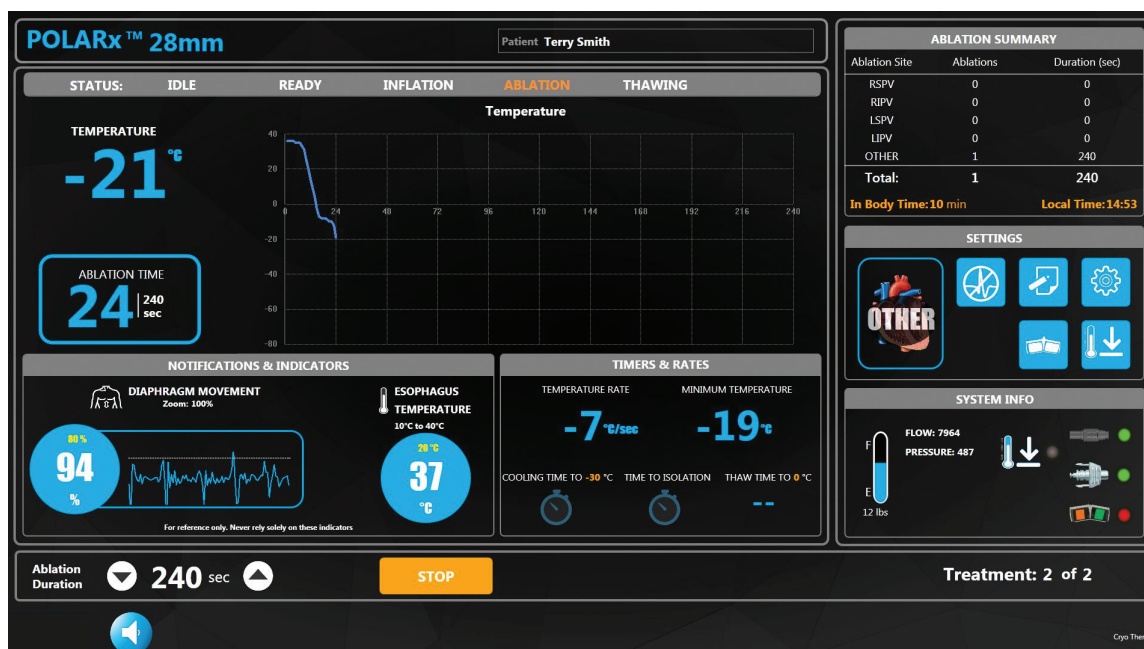 POLARx™ 28mm
Patient Terry Smith
STATUS: IDLE READY INFLATION ABLATION THAWING
TEMPERATURE
-21 °C
Temperature
40
20
0
0 24 48 72 96 120 144 168 192 216 240
-20
-40
-60
-80
ABLATION TIME
24 240 sec
NOTIFICATIONS & INDICATORS
DIAPHRAGM MOVEMENT
Zoom: 100%
80 %
94
%
ESOPHAGUS
TEMPERATURE
10°C to 40°C
20 °C
37
°C
For reference only. Never rely solely on these indicators
TIMERS & RATES
TEMPERATURE RATE MINIMUM TEMPERATURE
-7 °C/sec -19 °C
COOLING TIME TO -30 °C TIME TO ISOLATION THAW TIME TO 0 °C
--
ABLATION SUMMARY
Ablation Site Ablations Duration (sec)
RSPV 0 0
RIPV 0 0
LSPV 0 0
LIPV 0 0
OTHER 1 240
Total: 1 240
In Body Time: 10 min Local Time: 14:53
SETTINGS
OTHER
SYSTEM INFO
F
E
12 lbs
FLOW: 7964
PRESSURE: 487
Ablation
Duration
240 sec
STOP
Treatment: 2 of 2
Cryo Ther